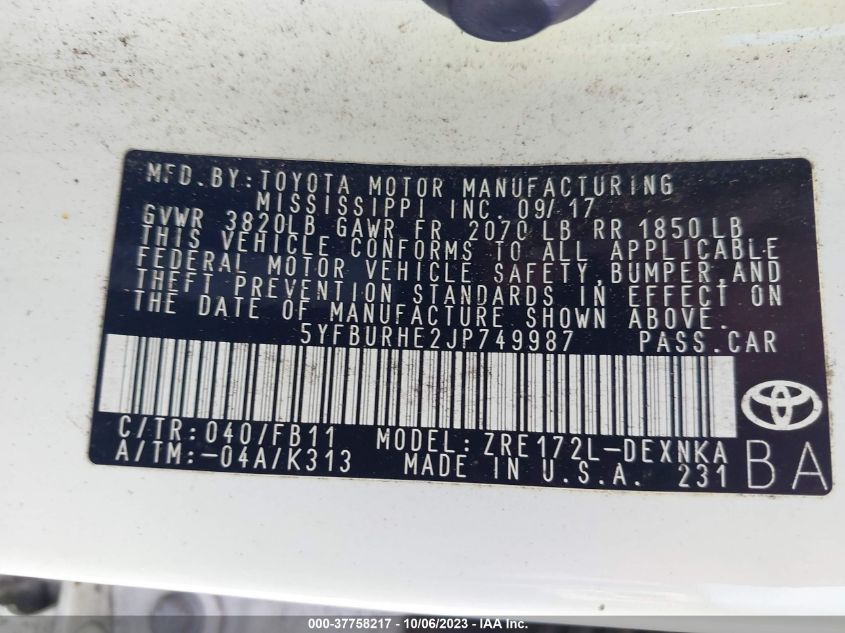 MFD.BY:TOYOTA MOTOR MANUFACTURING
MISSISSIPPI INC. 09/17
GVWR 3820LB GAWR FR 2070 LB RR 1850LB
THIS VEHICLE CONFORMS TO ALL APPLICABLE
FEDERAL MOTOR VEHICLE SAFETY, BUMPER, AND
THEFT PREVENTION STANDARDS IN EFFECT ON
THE DATE OF MANUFACTURE SHOWN ABOVE.
5YFBURHE2JP749987 PASS.CAR
C/TR:040/FB11 MODEL:ZRE172L-DEXNKA
A/TM:-04A/K313 MADE IN U.S.A. 231
BA
000-37758217 - 10/06/2023 - IAA Inc.